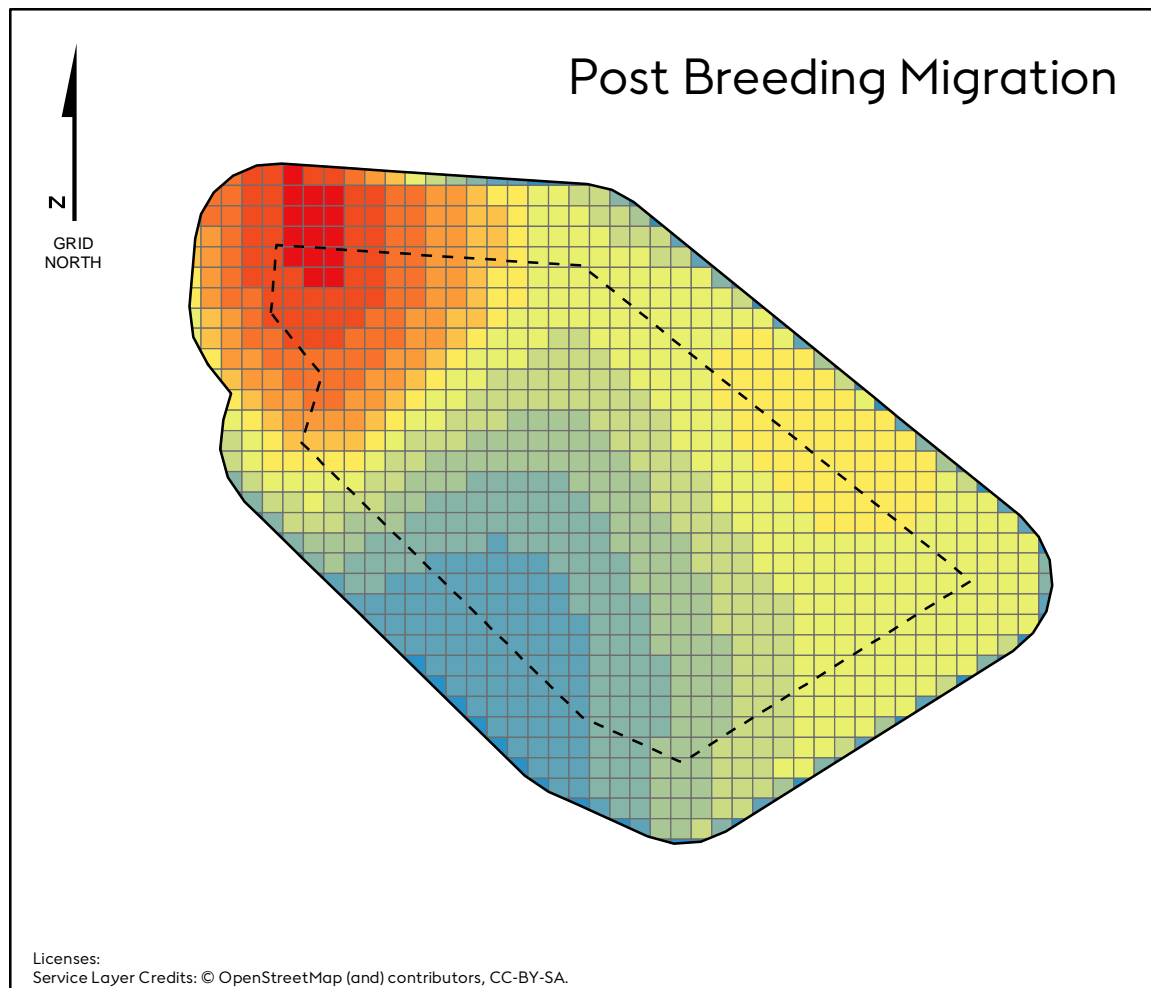 Post Breeding Migration
N
GRID
NORTH
Licenses:
Service Layer Credits: © OpenStreetMap (and) contributors, CC-BY-SA.